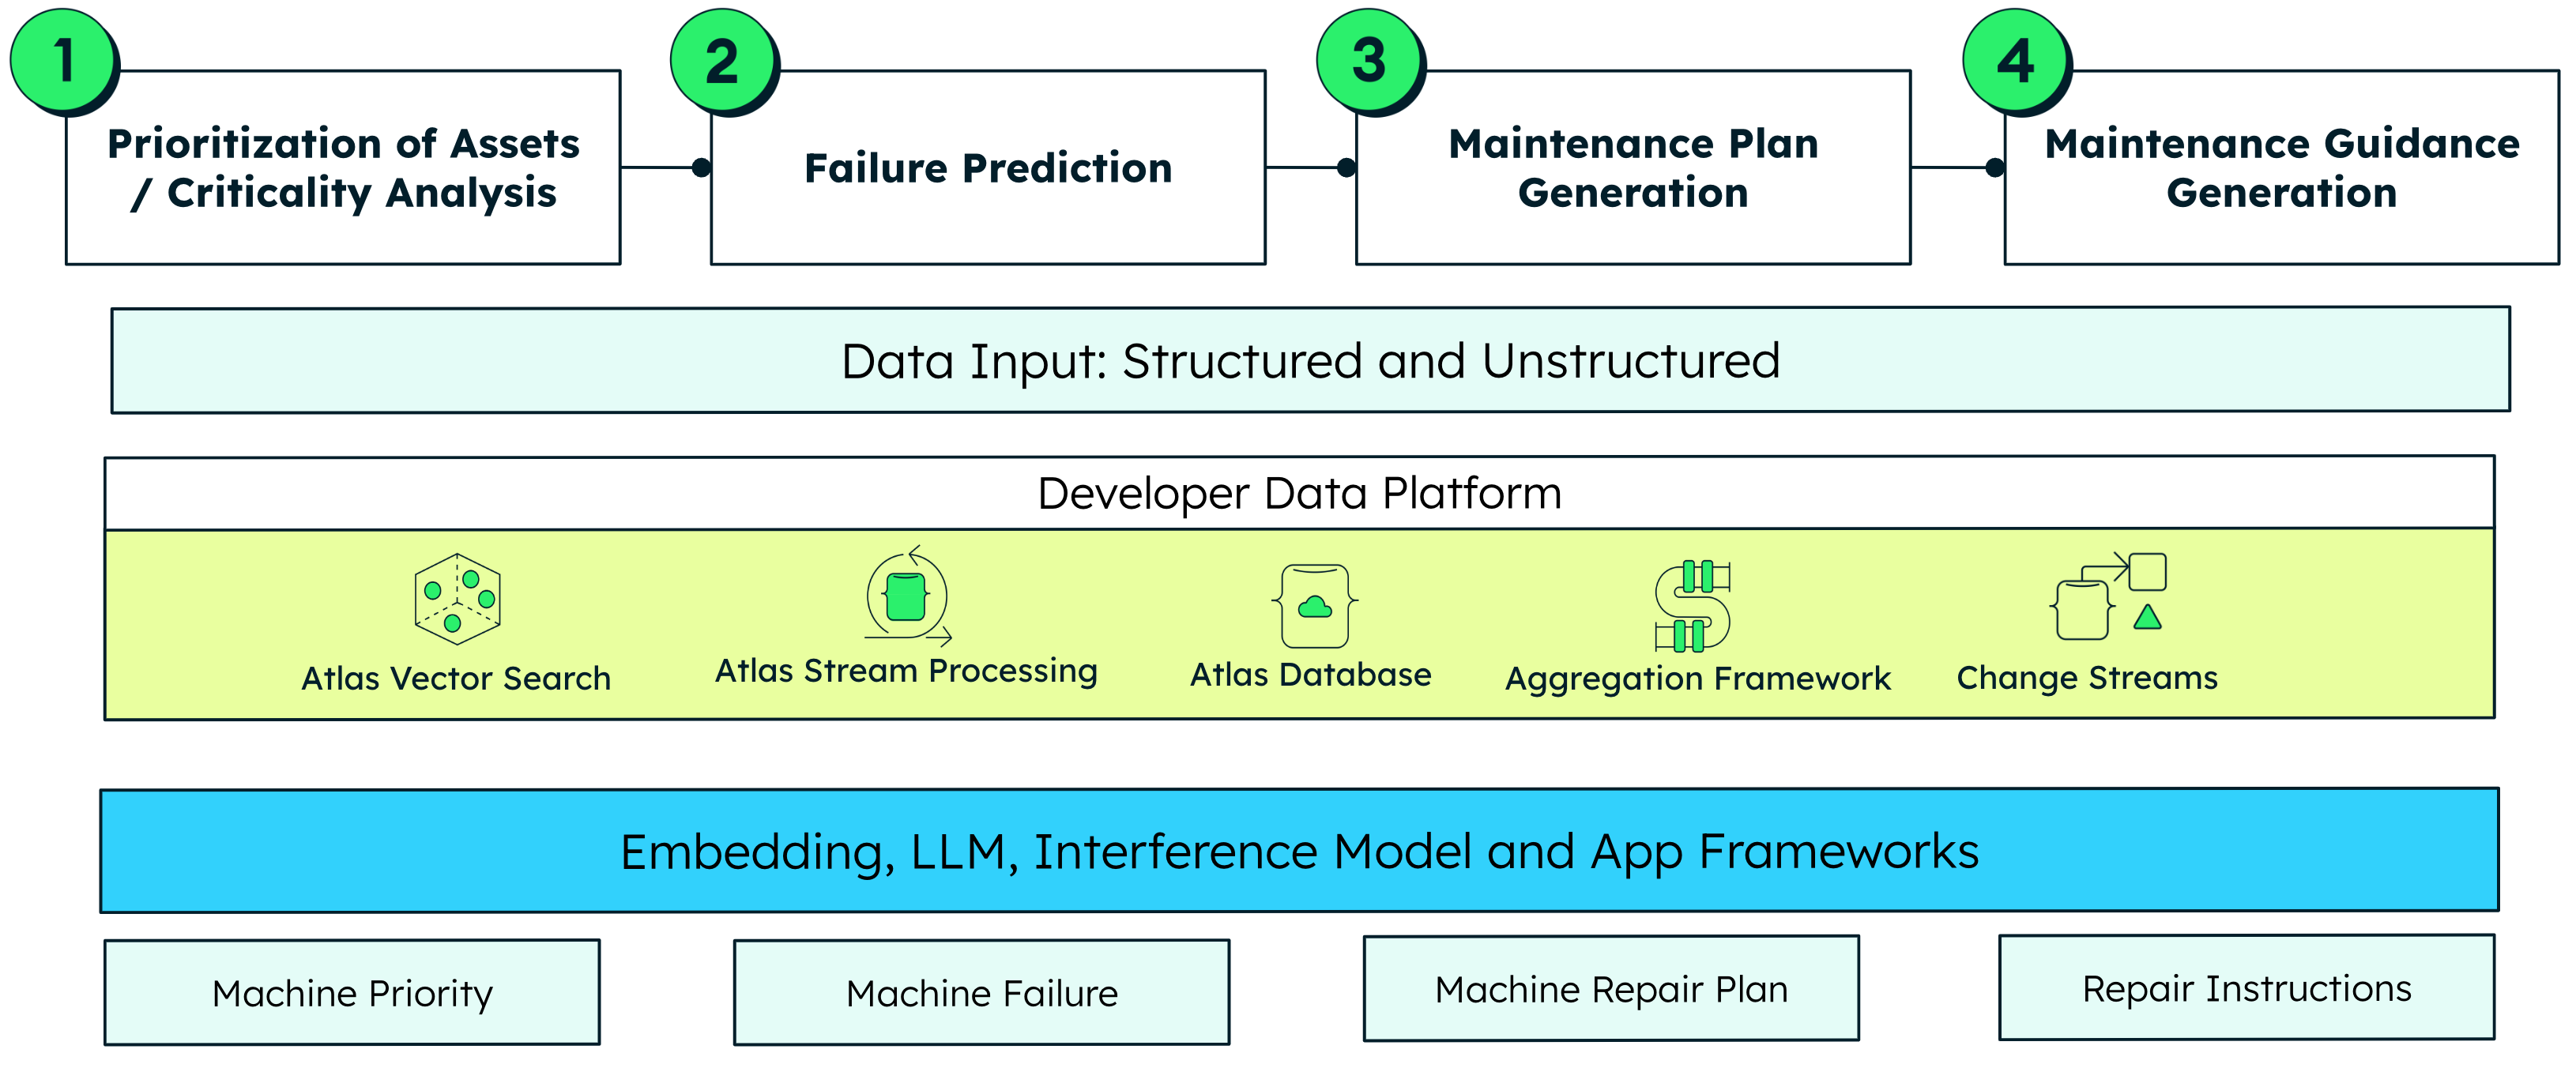 1
2
3
4
Prioritization of Assets
/ Criticality Analysis
Failure Prediction
Maintenance Plan
Generation
Maintenance Guidance
Generation
Data Input: Structured and Unstructured
Developer Data Platform
Atlas Vector Search
Atlas Stream Processing
Atlas Database
Aggregation Framework
Change Streams
Embedding, LLM, Interference Model and App Frameworks
Machine Priority
Machine Failure
Machine Repair Plan
Repair Instructions